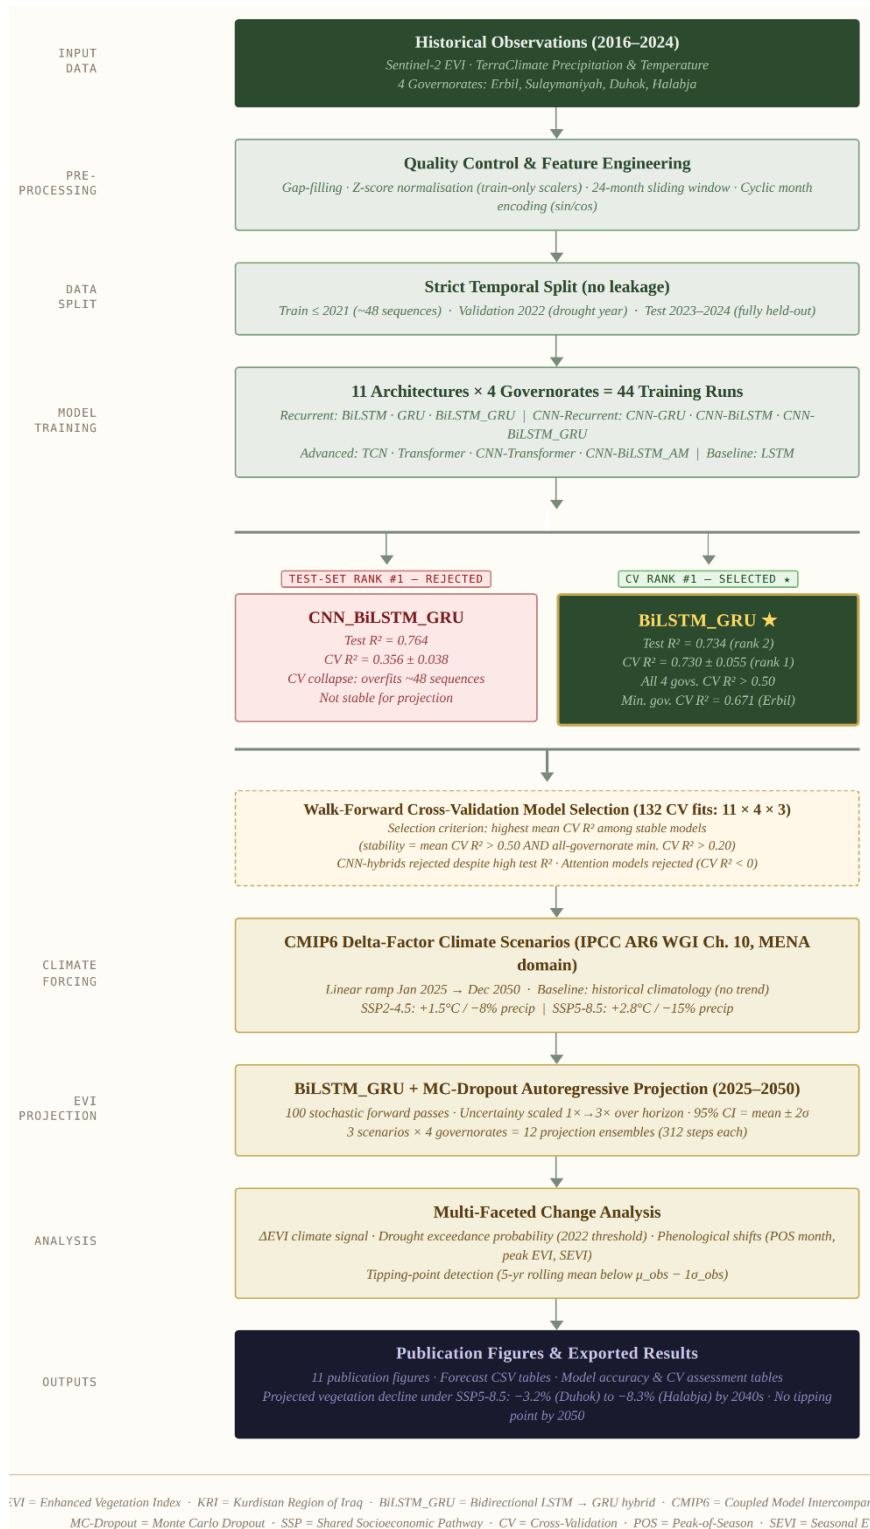 INPUT
DATA
Historical Observations (2016–2024)
Sentinel-2 EVI · TerraClimate Precipitation & Temperature
4 Governorates: Erbil, Sulaymaniyah, Duhok, Halabja
PRE-
PROCESSING
Quality Control & Feature Engineering
Gap-filling · Z-score normalisation (train-only scalers) · 24-month sliding window · Cyclic month
encoding (sin/cos)
DATA
SPLIT
Strict Temporal Split (no leakage)
Train ≤ 2021 (~48 sequences) · Validation 2022 (drought year) · Test 2023–2024 (fully held-out)
MODEL
TRAINING
11 Architectures × 4 Governorates = 44 Training Runs
Recurrent: BiLSTM · GRU · BiLSTM_GRU | CNN-Recurrent: CNN-GRU · CNN-BiLSTM · CNN-
BiLSTM_GRU
Advanced: TCN · Transformer · CNN-Transformer · CNN-BiLSTM_AM | Baseline: LSTM
TEST-SET RANK #1 — REJECTED
CNN_BiLSTM_GRU
Test R² = 0.764
CV R² = 0.356 ± 0.038
CV collapse: overfits ~48 sequences
Not stable for projection
CV RANK #1 — SELECTED ★
BiLSTM_GRU ★
Test R² = 0.734 (rank 2)
CV R² = 0.730 ± 0.055 (rank 1)
All 4 govs. CV R² > 0.50
Min. gov. CV R² = 0.671 (Erbil)
Walk-Forward Cross-Validation Model Selection (132 CV fits: 11 × 4 × 3)
Selection criterion: highest mean CV R² among stable models
(stability = mean CV R² > 0.50 AND all-governorate min. CV R² > 0.20)
CNN-hybrids rejected despite high test R² · Attention models rejected (CV R² < 0)
CLIMATE
FORCING
CMIP6 Delta-Factor Climate Scenarios (IPCC AR6 WGI Ch. 10, MENA
domain)
Linear ramp Jan 2025 → Dec 2050 · Baseline: historical climatology (no trend)
SSP2-4.5: +1.5°C / −8% precip | SSP5-8.5: +2.8°C / −15% precip
EVI
PROJECTION
BiLSTM_GRU + MC-Dropout Autoregressive Projection (2025–2050)
100 stochastic forward passes · Uncertainty scaled 1×→3× over horizon · 95% CI = mean ± 2σ
3 scenarios × 4 governorates = 12 projection ensembles (312 steps each)
ANALYSIS
Multi-Faceted Change Analysis
ΔEVI climate signal · Drought exceedance probability (2022 threshold) · Phenological shifts (POS month,
peak EVI, SEVI)
Tipping-point detection (5-yr rolling mean below μ_obs − 1σ_obs)
OUTPUTS
Publication Figures & Exported Results
11 publication figures · Forecast CSV tables · Model accuracy & CV assessment tables
Projected vegetation decline under SSP5-8.5: −3.2% (Duhok) to −8.3% (Halabja) by 2040s · No tipping
point by 2050
EVI = Enhanced Vegetation Index · KRI = Kurdistan Region of Iraq · BiLSTM_GRU = Bidirectional LSTM → GRU hybrid · CMIP6 = Coupled Model Intercompar
MC-Dropout = Monte Carlo Dropout · SSP = Shared Socioeconomic Pathway · CV = Cross-Validation · POS = Peak-of-Season · SEVI = Seasonal E